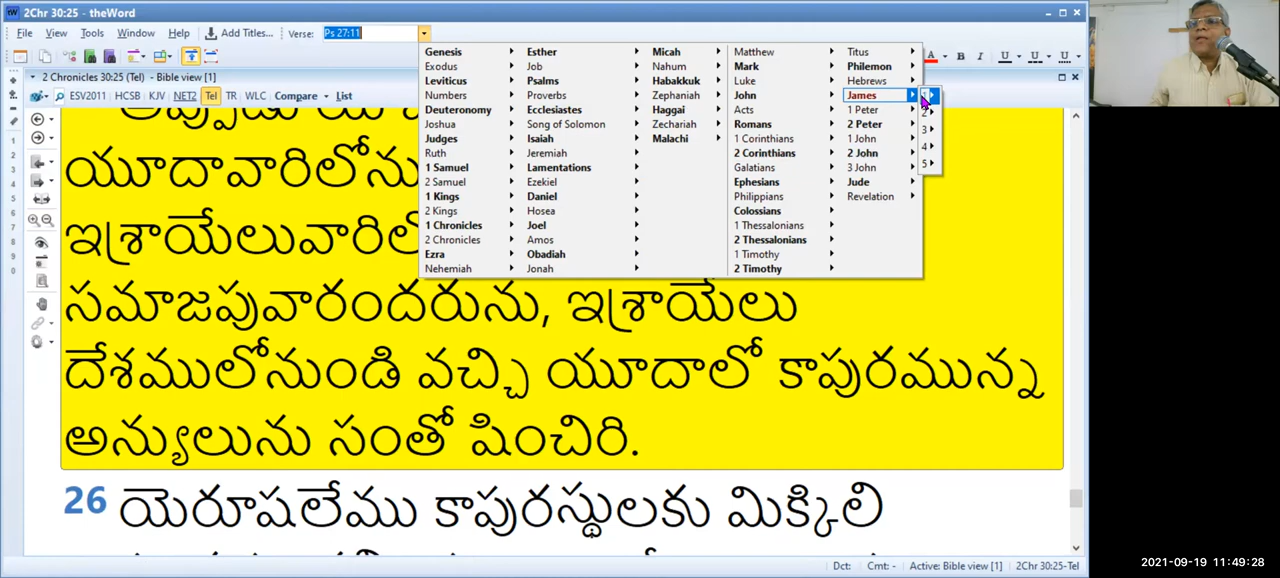 2Chr 30:25 - theWord
File View Tools Window Help Add Titles... Verse: Ps 27:11
2 Chronicles 30:25 (Tel) - Bible view [1]
ESV2011 HCSB KJV NET2 Tel TR WLC Compare List
Genesis Esther Micah Matthew Titus
Exodus Job Nahum Mark Philemon
Leviticus Psalms Habakkuk Luke Hebrews
Numbers Proverbs Zephaniah John James 1
Deuteronomy Ecclesiastes Haggai Acts 1 Peter 2
Joshua Song of Solomon Zechariah Romans 2 Peter 3
Judges Isaiah Malachi 1 Corinthians 1 John 4
Ruth Jeremiah 2 Corinthians 2 John
1 Samuel Lamentations Galatians 3 John 5
2 Samuel Ezekiel Ephesians Jude
1 Kings Daniel Philippians Revelation
2 Kings Hosea Colossians
1 Chronicles Joel 1 Thessalonians
2 Chronicles Amos 2 Thessalonians
Ezra Obadiah 1 Timothy
Nehemiah Jonah 2 Timothy
యూదావారిలోను
ఇశ్రాయేలువారిలో
సమాజపువారందరును, ఇశ్రాయేలు
దేశములోనుండి వచ్చి యూదాలో కాపురమున్న
అన్యులును సంతో షించిరి.
26 యెరూషలేము కాపురస్థులకు మిక్కిలి
Dct: Cmt: - Active: Bible view [1] 2Chr 30:25-Tel
2021-09-19 11:49:28